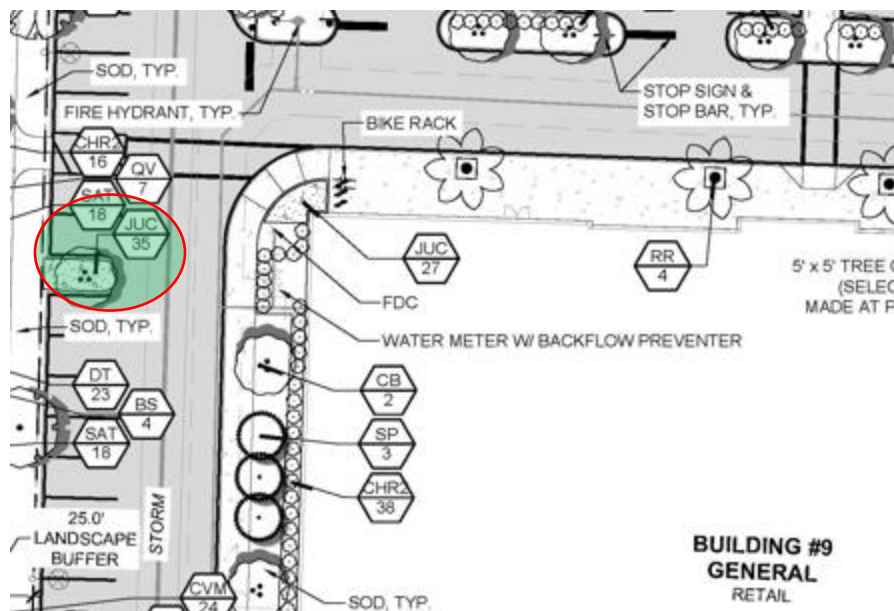 SOD, TYP.
FIRE HYDRANT, TYP.
STOP SIGN &
STOP BAR, TYP.
BIKE RACK
CHR2
16
QV
7
SAT
18
JUC
35
JUC
27
RR
4
5' x 5' TREE
(SELEC
MADE AT P
FDC
SOD, TYP.
WATER METER W/ BACKFLOW PREVENTER
DT
23
CB
2
BS
4
SAT
18
SP
3
CHR2
38
STORM
25.0'
LANDSCAPE
BUFFER
BUILDING #9
GENERAL
RETAIL
CVM
24
SOD, TYP.